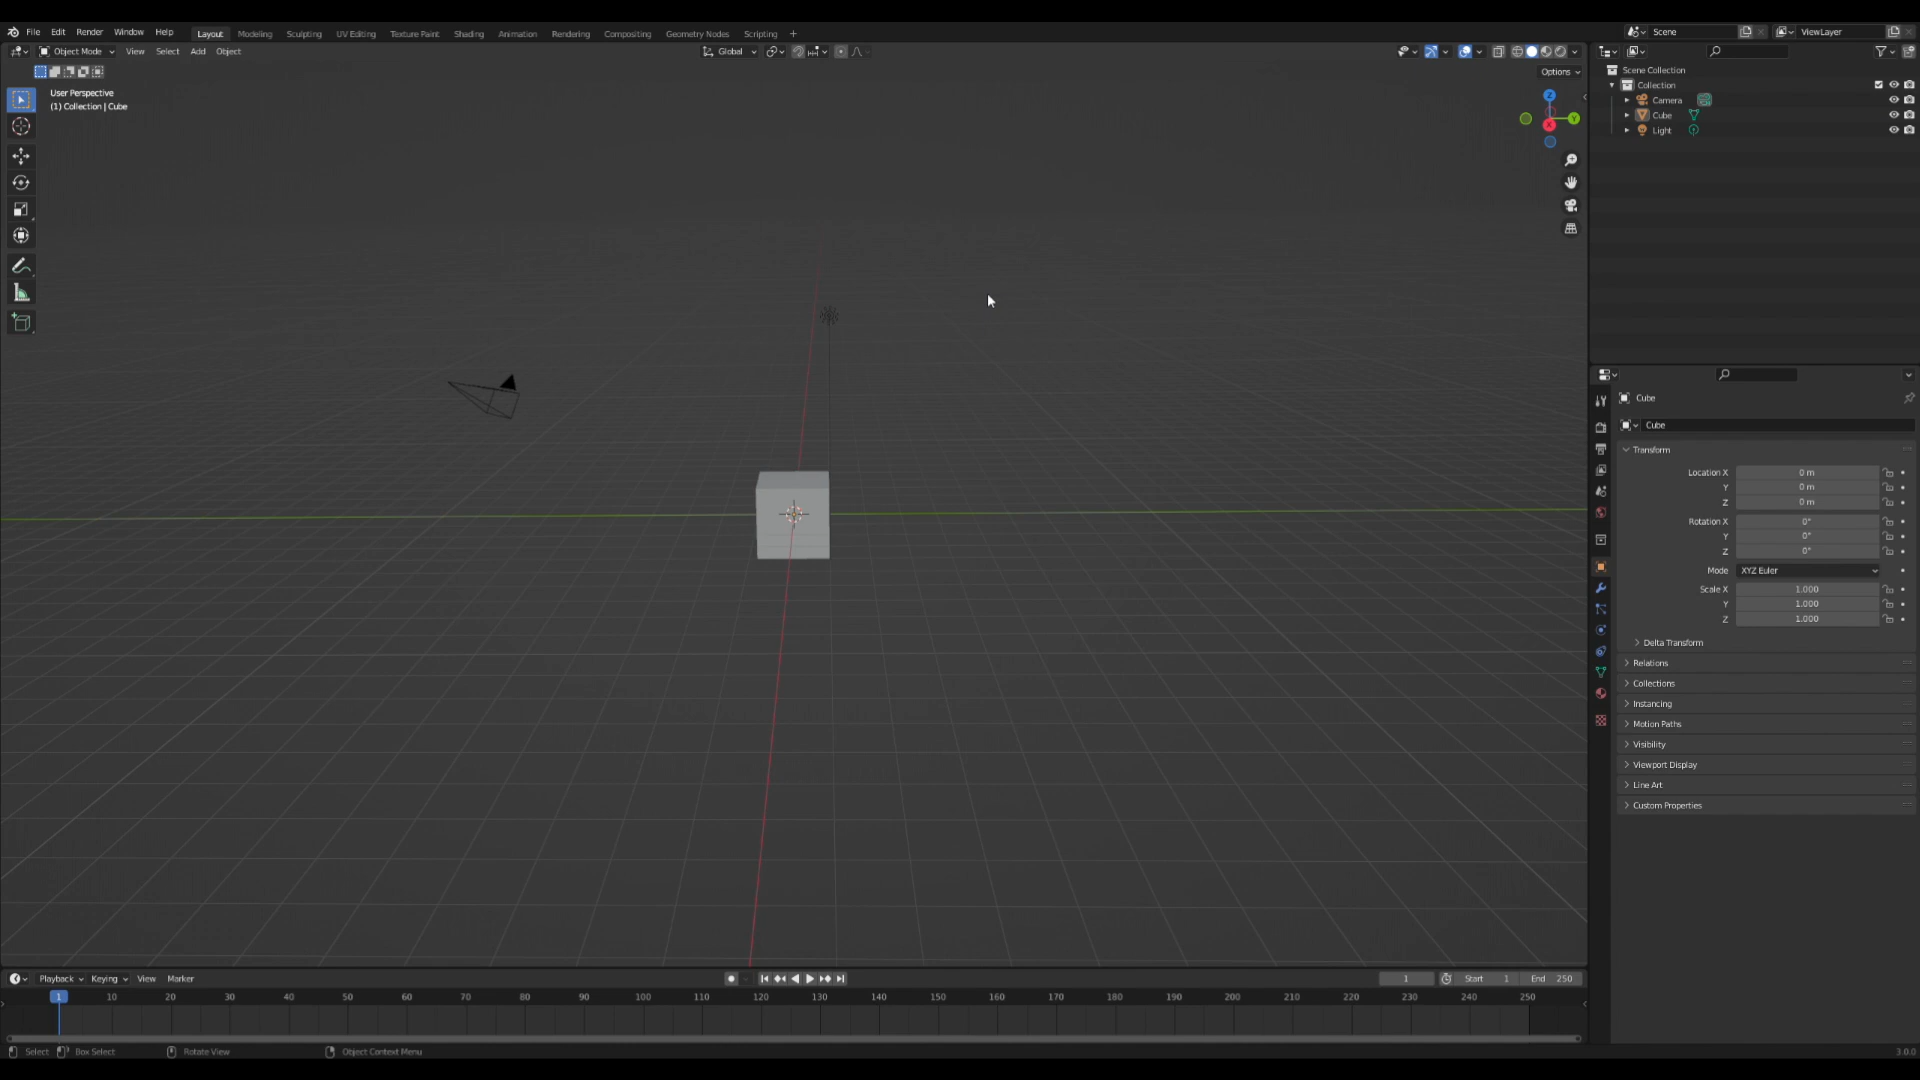 File Edit Render Window Help Layout Modeling Sculpting UV Editing Texture Paint Shading Animation Rendering Compositing Geometry Nodes Scripting + Scene ViewLayer
Object Mode View Select Add Object Global
Options
User Perspective
(1) Collection | Cube
Z
Y
X
Scene Collection
Collection
Camera
Cube
Light
Cube
Cube
Transform
Location X 0 m
Y 0 m
Z 0 m
Rotation X 0°
Y 0°
Z 0°
Mode XYZ Euler
Scale X 1.000
Y 1.000
Z 1.000
Delta Transform
Relations
Collections
Instancing
Motion Paths
Visibility
Viewport Display
Line Art
Custom Properties
Playback Keying View Marker 1 Start 1 End 250
1 10 20 30 40 50 60 70 80 90 100 110 120 130 140 150 160 170 180 190 200 210 220 230 240 250
Select Box Select Rotate View Object Context Menu 3.0.0